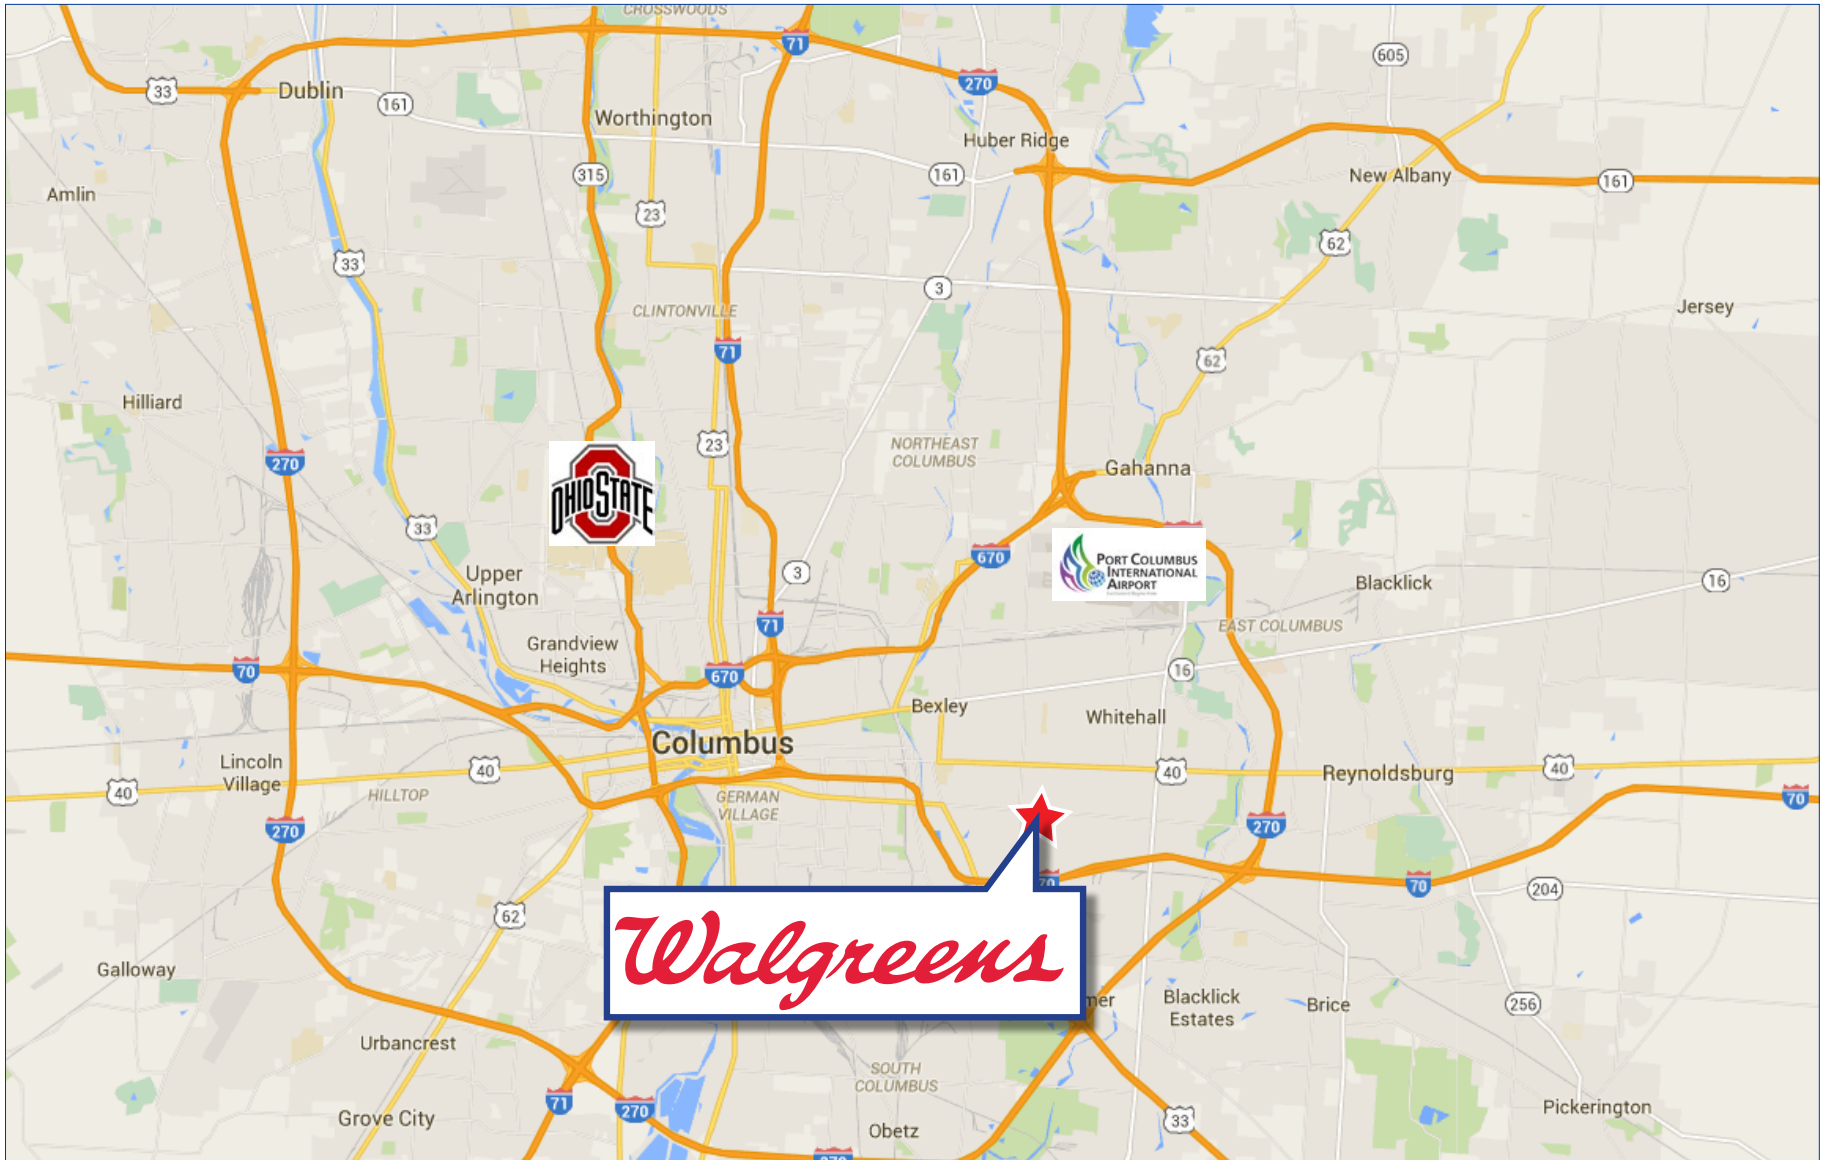 CROSSWOODS
71
605
33
Dublin
270
161
Worthington
Huber Ridge
315
161
New Albany
161
Amlin
23
62
33
3
CLINTONVILLE
Jersey
71
62
Hilliard
270
23
NORTHEAST
COLUMBUS
Gahanna
OHIO STATE
33
670
PORT COLUMBUS
INTERNATIONAL
AIRPORT
Upper
Arlington
3
Blacklick
16
71
EAST COLUMBUS
Grandview
Heights
70
670
16
Bexley
Whitehall
Columbus
Lincoln
Village
40
40
40
Reynoldsburg
40
HILLTOP
GERMAN
VILLAGE
70
270
270
70
70
204
62
Walgreens
Galloway
mer
Blacklick
Estates
Brice
256
Urbancrest
SOUTH
COLUMBUS
71
270
Grove City
Obetz
33
Pickerington
270